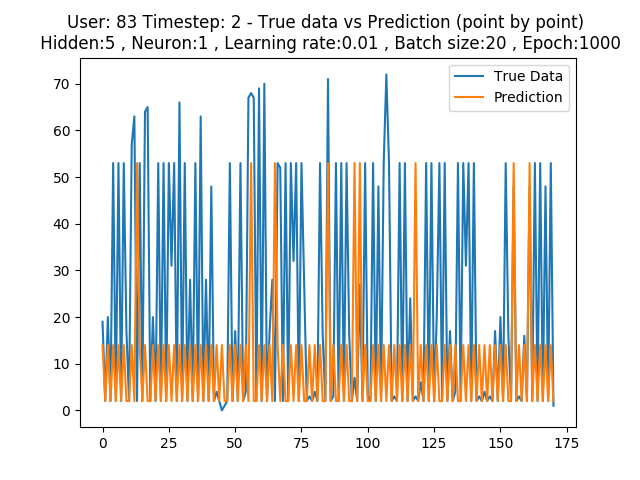 User: 83 Timestep: 2 - True data vs Prediction (point by point)
Hidden:5 , Neuron:1 , Learning rate:0.01 , Batch size:20 , Epoch:1000
True Data
Prediction
70
60
50
40
30
20
10
0
0 25 50 75 100 125 150 175